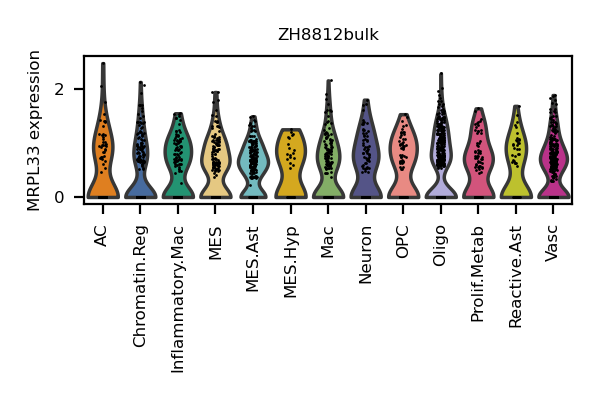 ZH8812bulk
MRPL33 expression
2
0
AC
Chromatin.Reg
Inflammatory.Mac
MES
MES.Ast
MES.Hyp
Mac
Neuron
OPC
Oligo
Prolif.Metab
Reactive.Ast
Vasc